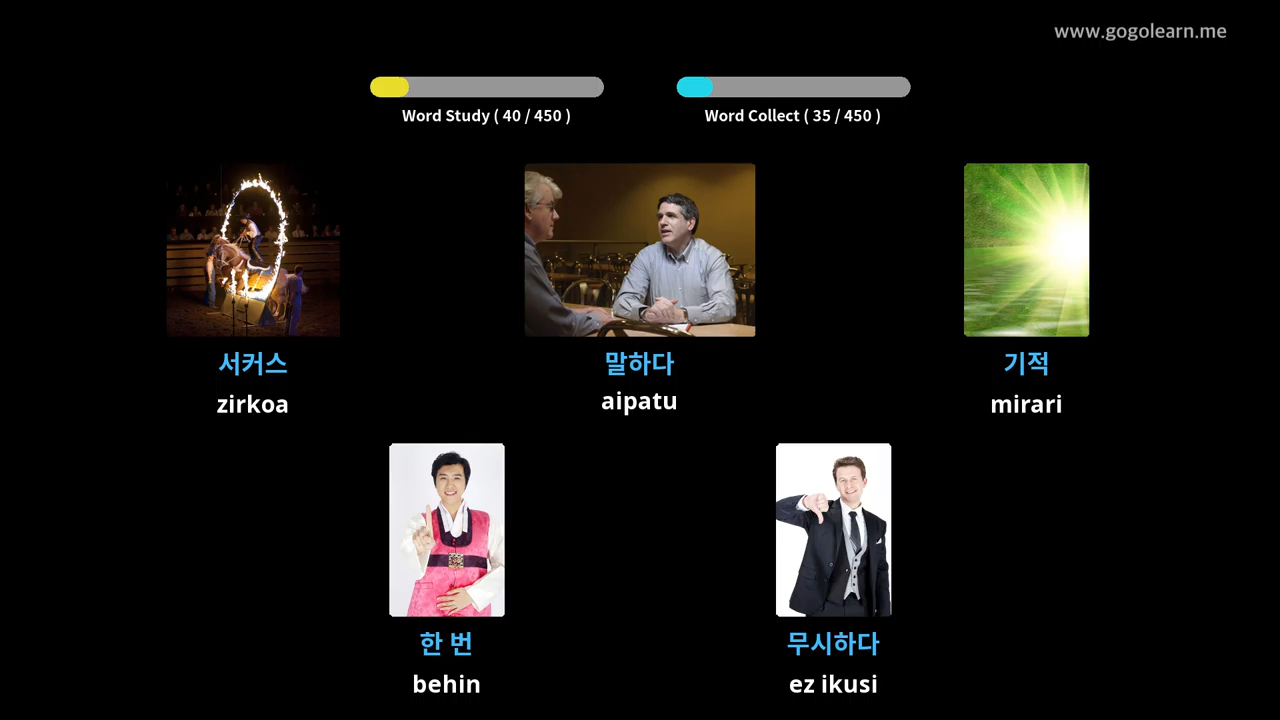 www.gogolearn.me
Word Study ( 40 / 450 )
Word Collect ( 35 / 450 )
서커스
zirkoa
말하다
aipatu
기적
mirari
한 번
behin
무시하다
ez ikusi